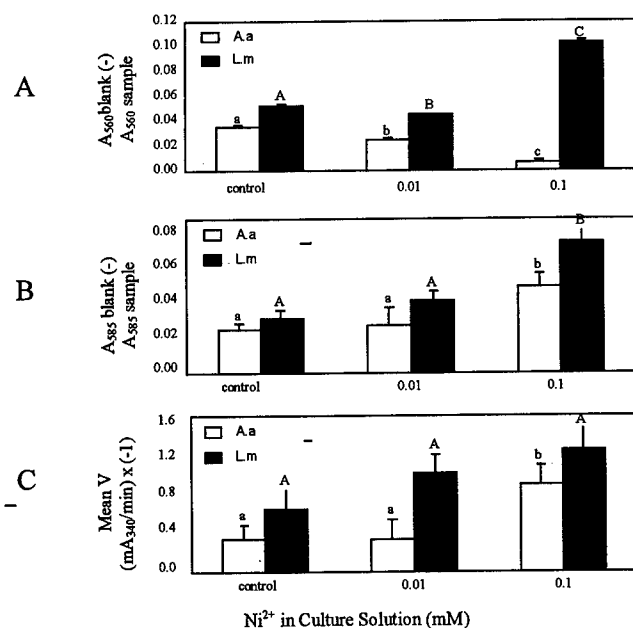 A
A560 blank (-)
A560 sample
0.12
0.10
0.08
0.06
0.04
0.02
0.00
A.a
L.m
a
A
b
B
c
C
control
0.01
0.1
B
A585 blank (-)
A585 sample
0.08
0.06
0.04
0.02
0.00
A.a
L.m
a
A
a
A
b
B
control
0.01
0.1
C
Mean V
(mA340/min) x (-1)
1.6
1.2
0.8
0.4
0.0
A.a
L.m
a
A
a
A
b
A
control
0.01
0.1
Ni2+ in Culture Solution (mM)